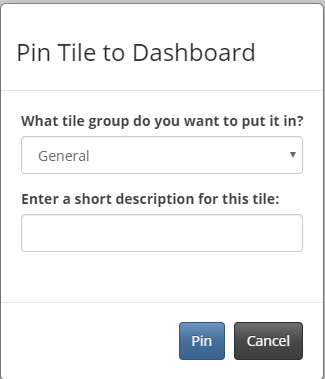 Pin Tile to Dashboard
What tile group do you want to put it in?
General
Enter a short description for this tile:
Pin
Cancel